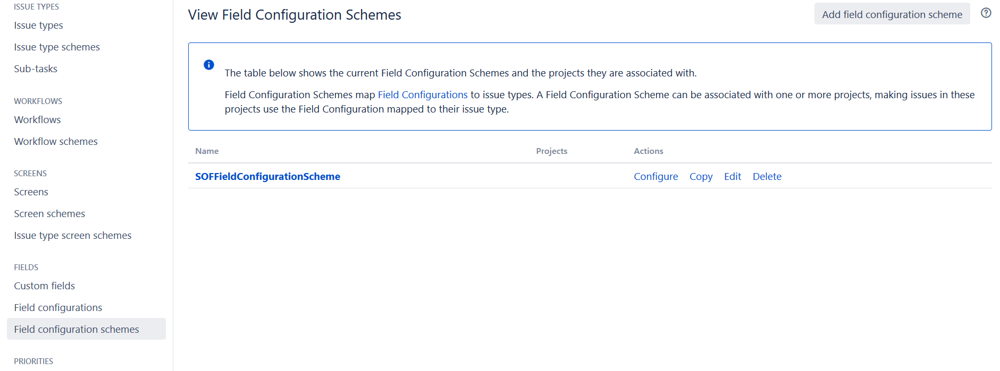 ISSUE TYPES
Issue types
Issue type schemes
Sub-tasks
WORKFLOWS
Workflows
Workflow schemes
SCREENS
Screens
Screen schemes
Issue type screen schemes
FIELDS
Custom fields
Field configurations
Field configuration schemes
PRIORITIES
View Field Configuration Schemes
Add field configuration scheme
The table below shows the current Field Configuration Schemes and the projects they are associated with.
Field Configuration Schemes map Field Configurations to issue types. A Field Configuration Scheme can be associated with one or more projects, making issues in these
projects use the Field Configuration mapped to their issue type.
Name Projects Actions
SOFFieldConfigurationScheme Configure Copy Edit Delete